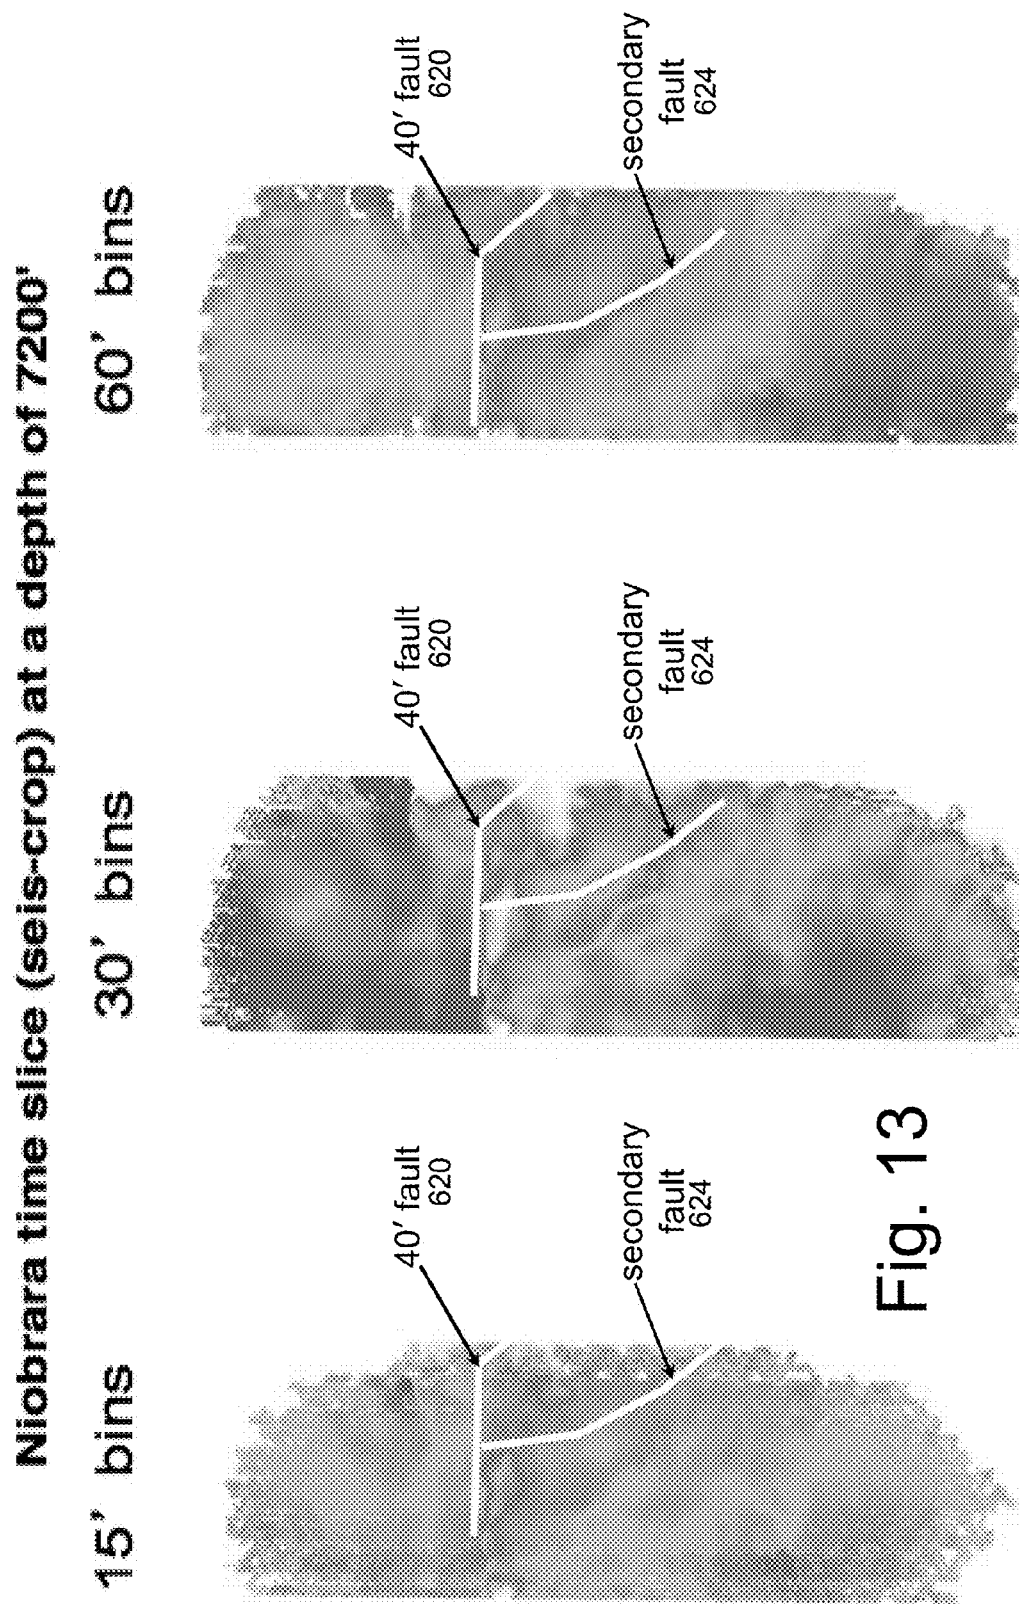 Niobrara time slice (seis-crop) at a depth of 7200'
15' bins
30' bins
60' bins
40' fault
620
secondary
fault
624
40' fault
620
secondary
fault
624
40' fault
620
secondary
fault
624
Fig. 13